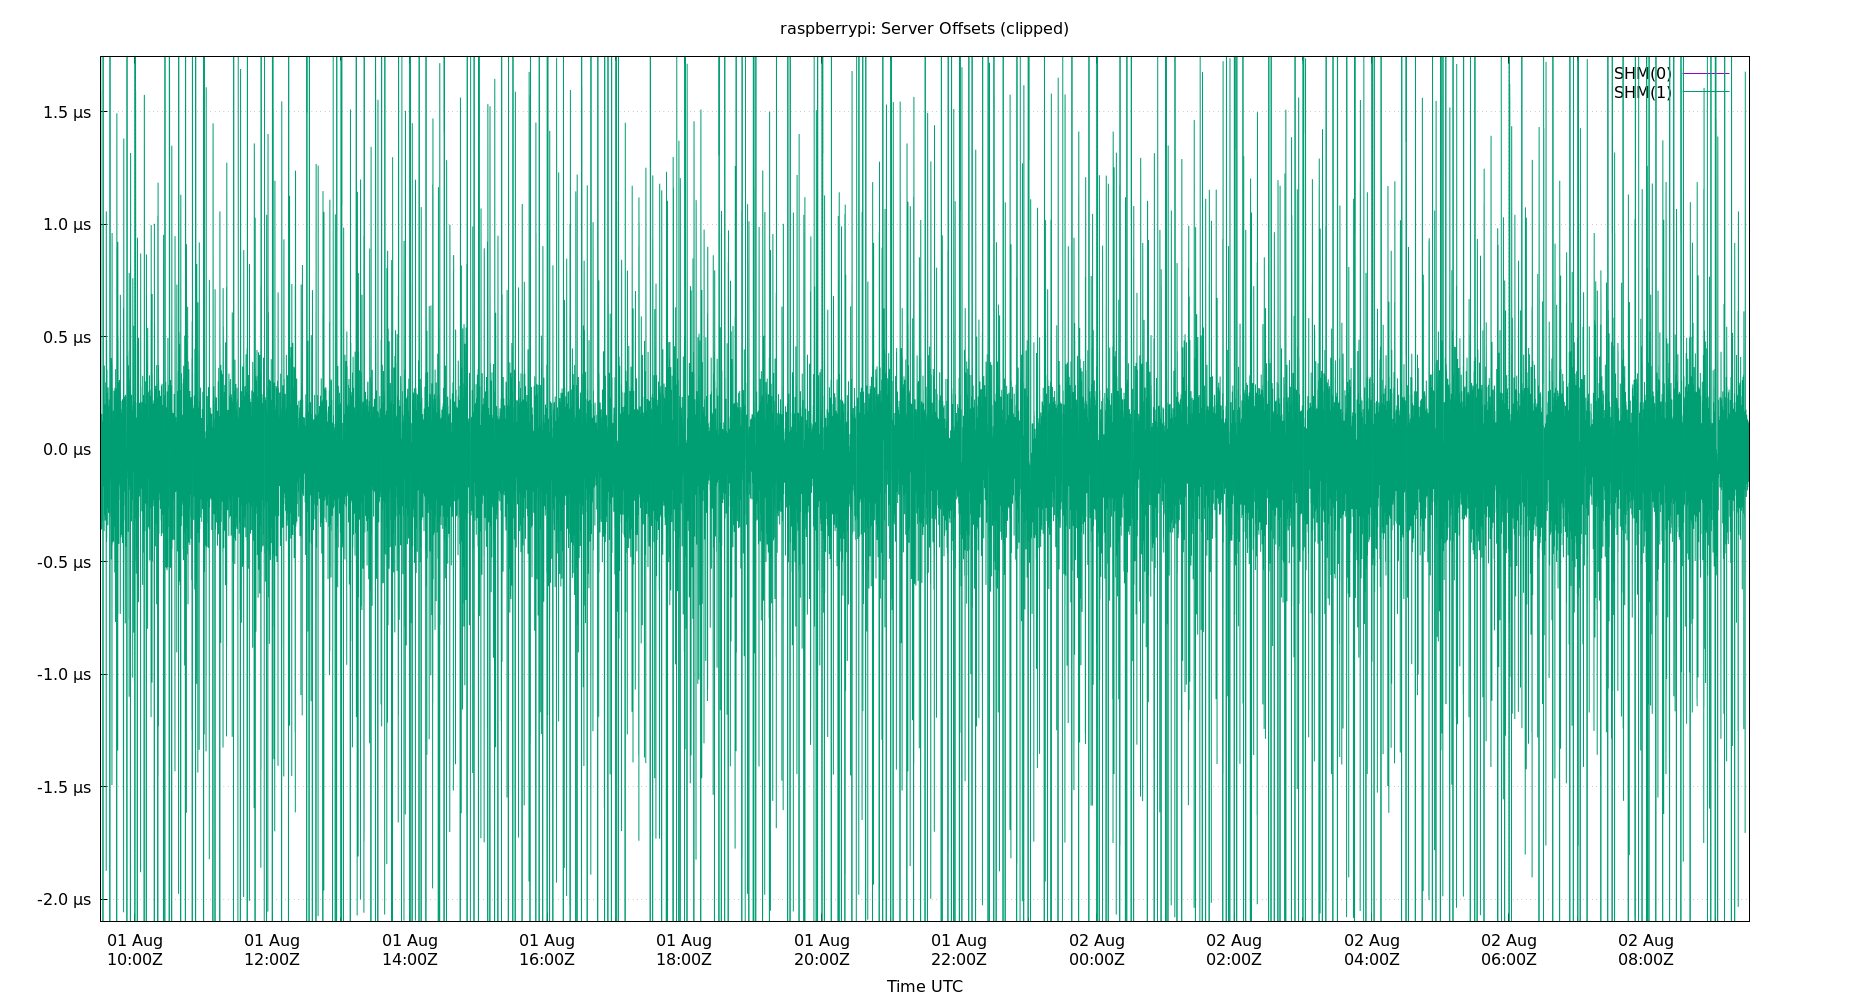 raspberrypi: Server Offsets (clipped)
SHM(0)
SHM(1)
1.5 µs
1.0 µs
0.5 µs
0.0 µs
-0.5 µs
-1.0 µs
-1.5 µs
-2.0 µs
01 Aug 01 Aug 01 Aug 01 Aug 01 Aug 01 Aug 01 Aug 02 Aug 02 Aug 02 Aug 02 Aug 02 Aug
10:00Z 12:00Z 14:00Z 16:00Z 18:00Z 20:00Z 22:00Z 00:00Z 02:00Z 04:00Z 06:00Z 08:00Z
Time UTC